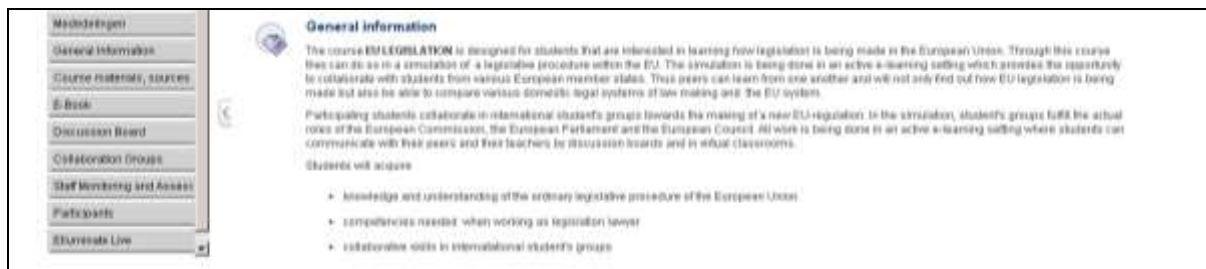 Mededelingen
General Information
Course materials, sources
E-Book
Discussion Board
Collaboration Groups
Staff Monitoring and Assess
Participants
Elluminate Live
General information
The course EU LEGISLATION is designed for students that are interested in learning how legislation is being made in the European Union. Through this course
they can do so in a simulation of a legislative procedure within the EU. The simulation is being done in an active e-learning setting which provides the opportunity
to collaborate with students from various European member states. Thus peers can learn from one another and will not only find out how EU legislation is being
made but also be able to compare various domestic legal systems of law making and the EU system.
Participating students collaborate in international student's groups towards the making of a new EU-regulation. In the simulation, student's groups fulfill the actual
roles of the European Commission, the European Parliament and the European Council. All work is being done in an active e-learning setting where students can
communicate with their peers and their teachers by discussion boards and in virtual classrooms.
Students will acquire
knowledge and understanding of the ordinary legislative procedure of the European Union
competencies needed when working as legislation lawyer
collaborative skills in international student's groups